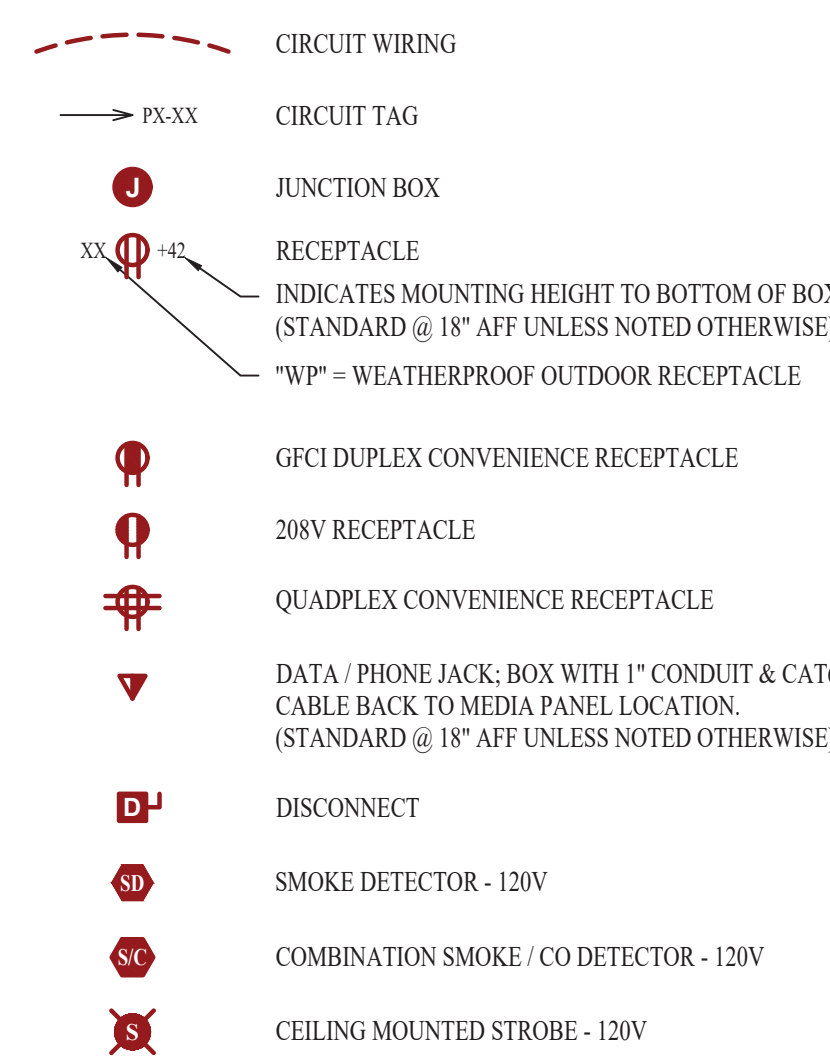 CIRCUIT WIRING
PX-XX CIRCUIT TAG
J JUNCTION BOX
XX +42 RECEPTACLE
INDICATES MOUNTING HEIGHT TO BOTTOM OF BOX
(STANDARD @ 18" AFF UNLESS NOTED OTHERWISE)
"WP" = WEATHERPROOF OUTDOOR RECEPTACLE
GFCI DUPLEX CONVENIENCE RECEPTACLE
208V RECEPTACLE
QUADPLEX CONVENIENCE RECEPTACLE
DATA / PHONE JACK; BOX WITH 1" CONDUIT &
CABLE BACK TO MEDIA PANEL LOCATION.
(STANDARD @ 18" AFF UNLESS NOTED OTHERWISE)
D DISCONNECT
SD SMOKE DETECTOR - 120V
S/C COMBINATION SMOKE / CO DETECTOR - 120V
S CEILING MOUNTED STROBE - 120V